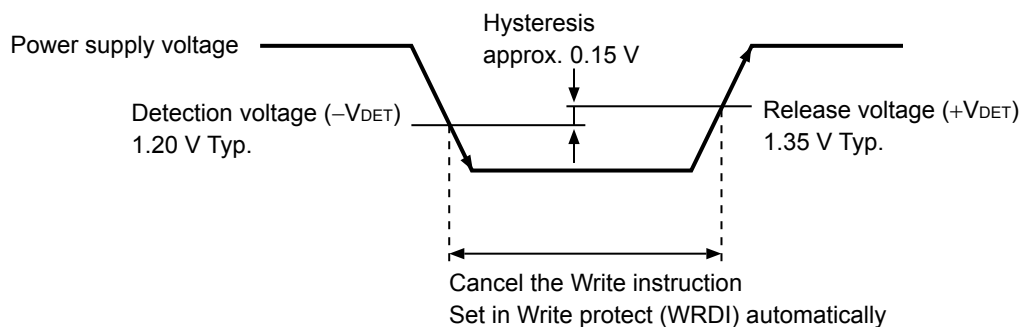 Hysteresis
approx. 0.15 V
Power supply voltage
Detection voltage (−VDET)
1.20 V Typ.
Release voltage (+VDET)
1.35 V Typ.
Cancel the Write instruction
Set in Write protect (WRDI) automatically